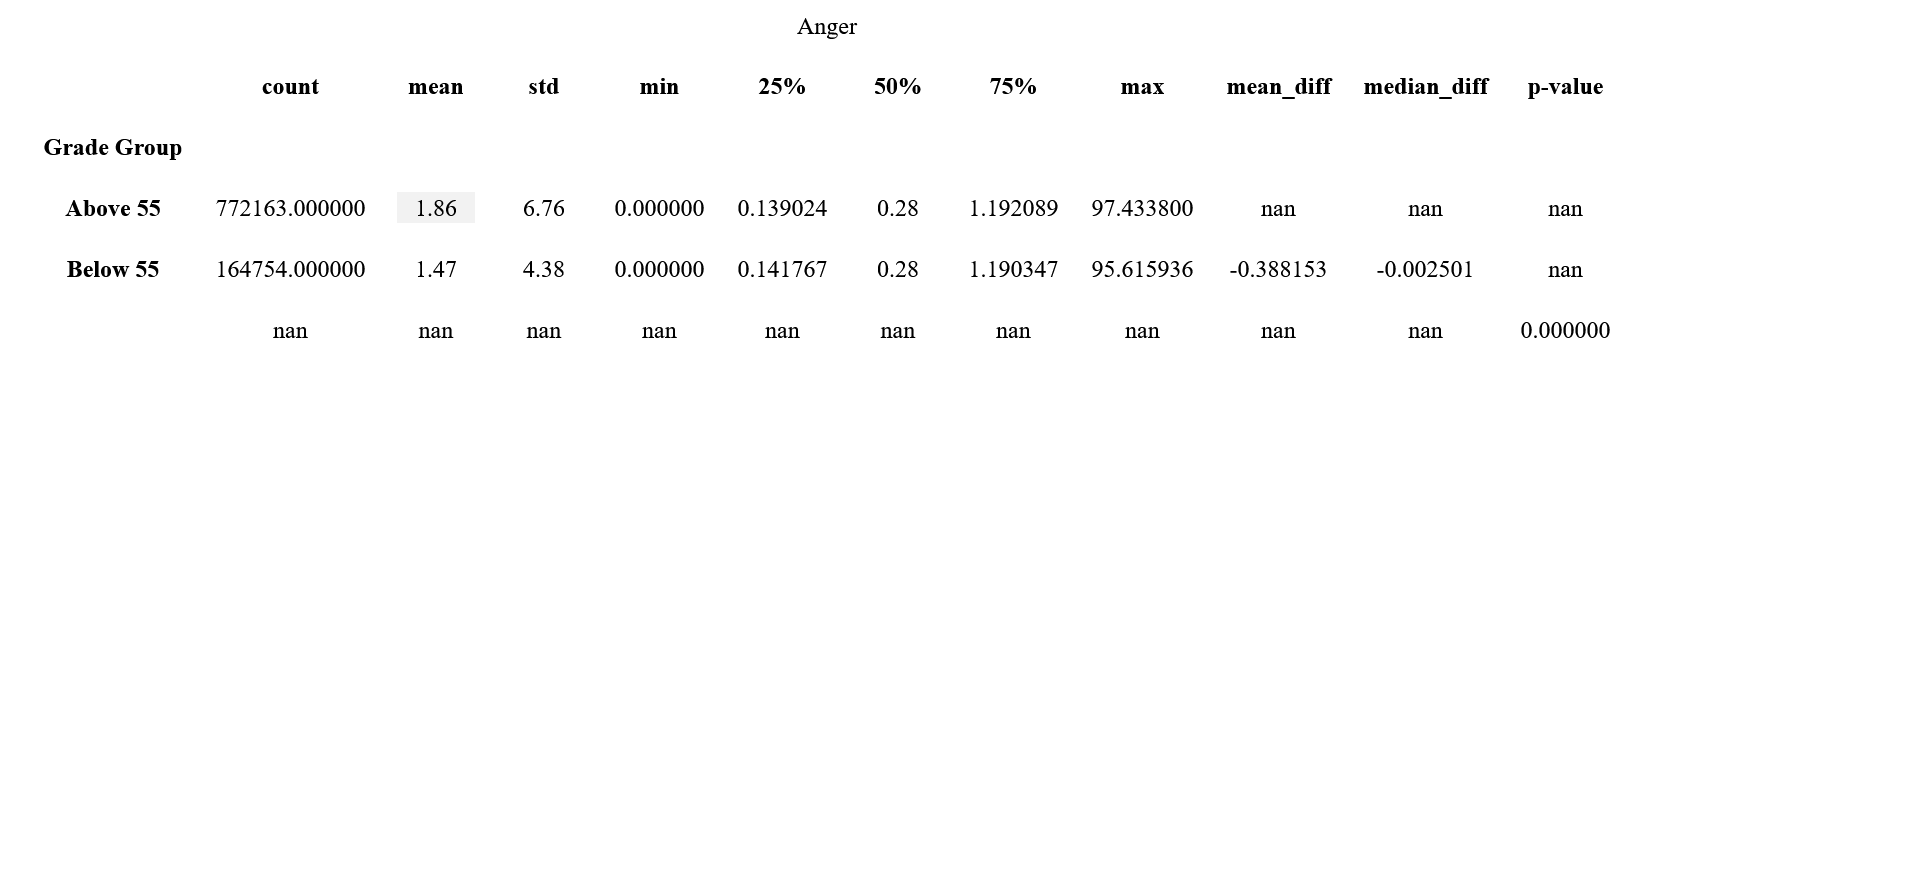 Anger
count mean std min 25% 50% 75% max mean_diff median_diff p-value
Grade Group
Above 55 772163.000000 1.86 6.76 0.000000 0.139024 0.28 1.192089 97.433800 nan nan nan
Below 55 164754.000000 1.47 4.38 0.000000 0.141767 0.28 1.190347 95.615936 -0.388153 -0.002501 nan
nan nan nan nan nan nan nan nan nan nan 0.000000